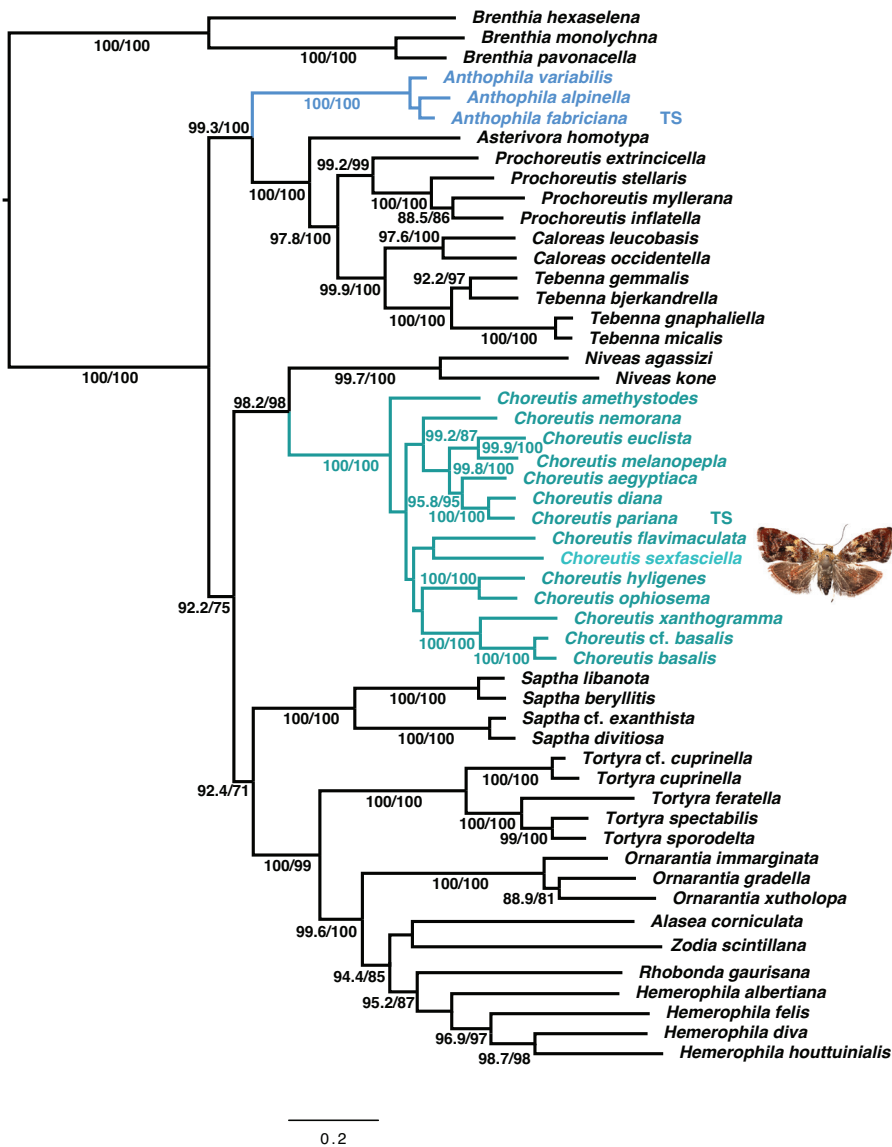 Brenthia hexaselena
Brenthia monolychna
100/100
100/100
Brenthia pavonacella
Anthophila variabilis
100/100
Anthophila alpinella
Anthophila fabriciana TS
99.3/100
Asterivora homotypa
99.2/99
Prochoreutis extrincicella
100/100
Prochoreutis stellaris
100/100
Prochoreutis myllerana
88.5/86
Prochoreutis inflatella
97.8/100
97.6/100
Caloreas leucobasis
Caloreas occidentella
92.2/97
Tebenna gemmalis
99.9/100
Tebenna bjerkandrella
100/100
Tebenna gnaphaliella
100/100
Tebenna micalis
Niveas agassizi
100/100
99.7/100
Niveas kone
98.2/98
Choreutis amethystodes
Choreutis nemorana
99.2/87
Choreutis euclista
99.9/100
100/100
Choreutis melanopepla
99.8/100
Choreutis aegyptiaca
95.8/95
Choreutis diana
100/100
Choreutis pariana TS
Choreutis flavimaculata
Choreutis sexfasciella
100/100
Choreutis hyligenes
Choreutis ophiosema
92.2/75
Choreutis xanthogramma
100/100
Choreutis cf. basalis
100/100
Choreutis basalis
Saptha libanota
100/100
Saptha beryllitis
100/100
Saptha cf. exanthista
100/100
Saptha divitiosa
Tortyra cf. cuprinella
100/100
Tortyra cuprinella
92.4/71
100/100
Tortyra feratella
100/100
Tortyra spectabilis
99/100
Tortyra sporodelta
100/99
Ornarantia immarginata
100/100
Ornarantia gradella
88.9/81
Ornarantia xutholopa
Alasea corniculata
99.6/100
Zodia scintillana
94.4/85
Rhobonda gaurisana
95.2/87
Hemerophila albertiana
Hemerophila felis
96.9/97
Hemerophila diva
98.7/98
Hemerophila houttuinialis
0.2